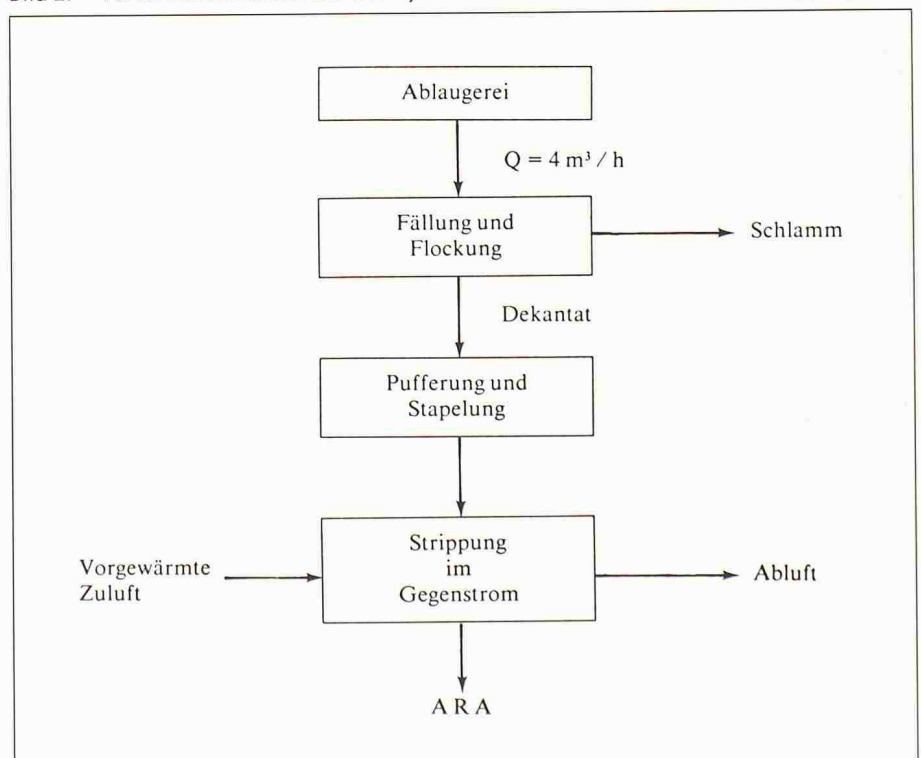 Ablaugerei
Q = 4 m³ / h
Fällung und
Flockung
Schlamm
Dekantat
Pufferung und
Stapelung
Strippung
im
Gegenstrom
Vorgewärmte
Zuluft
Abluft
A R A